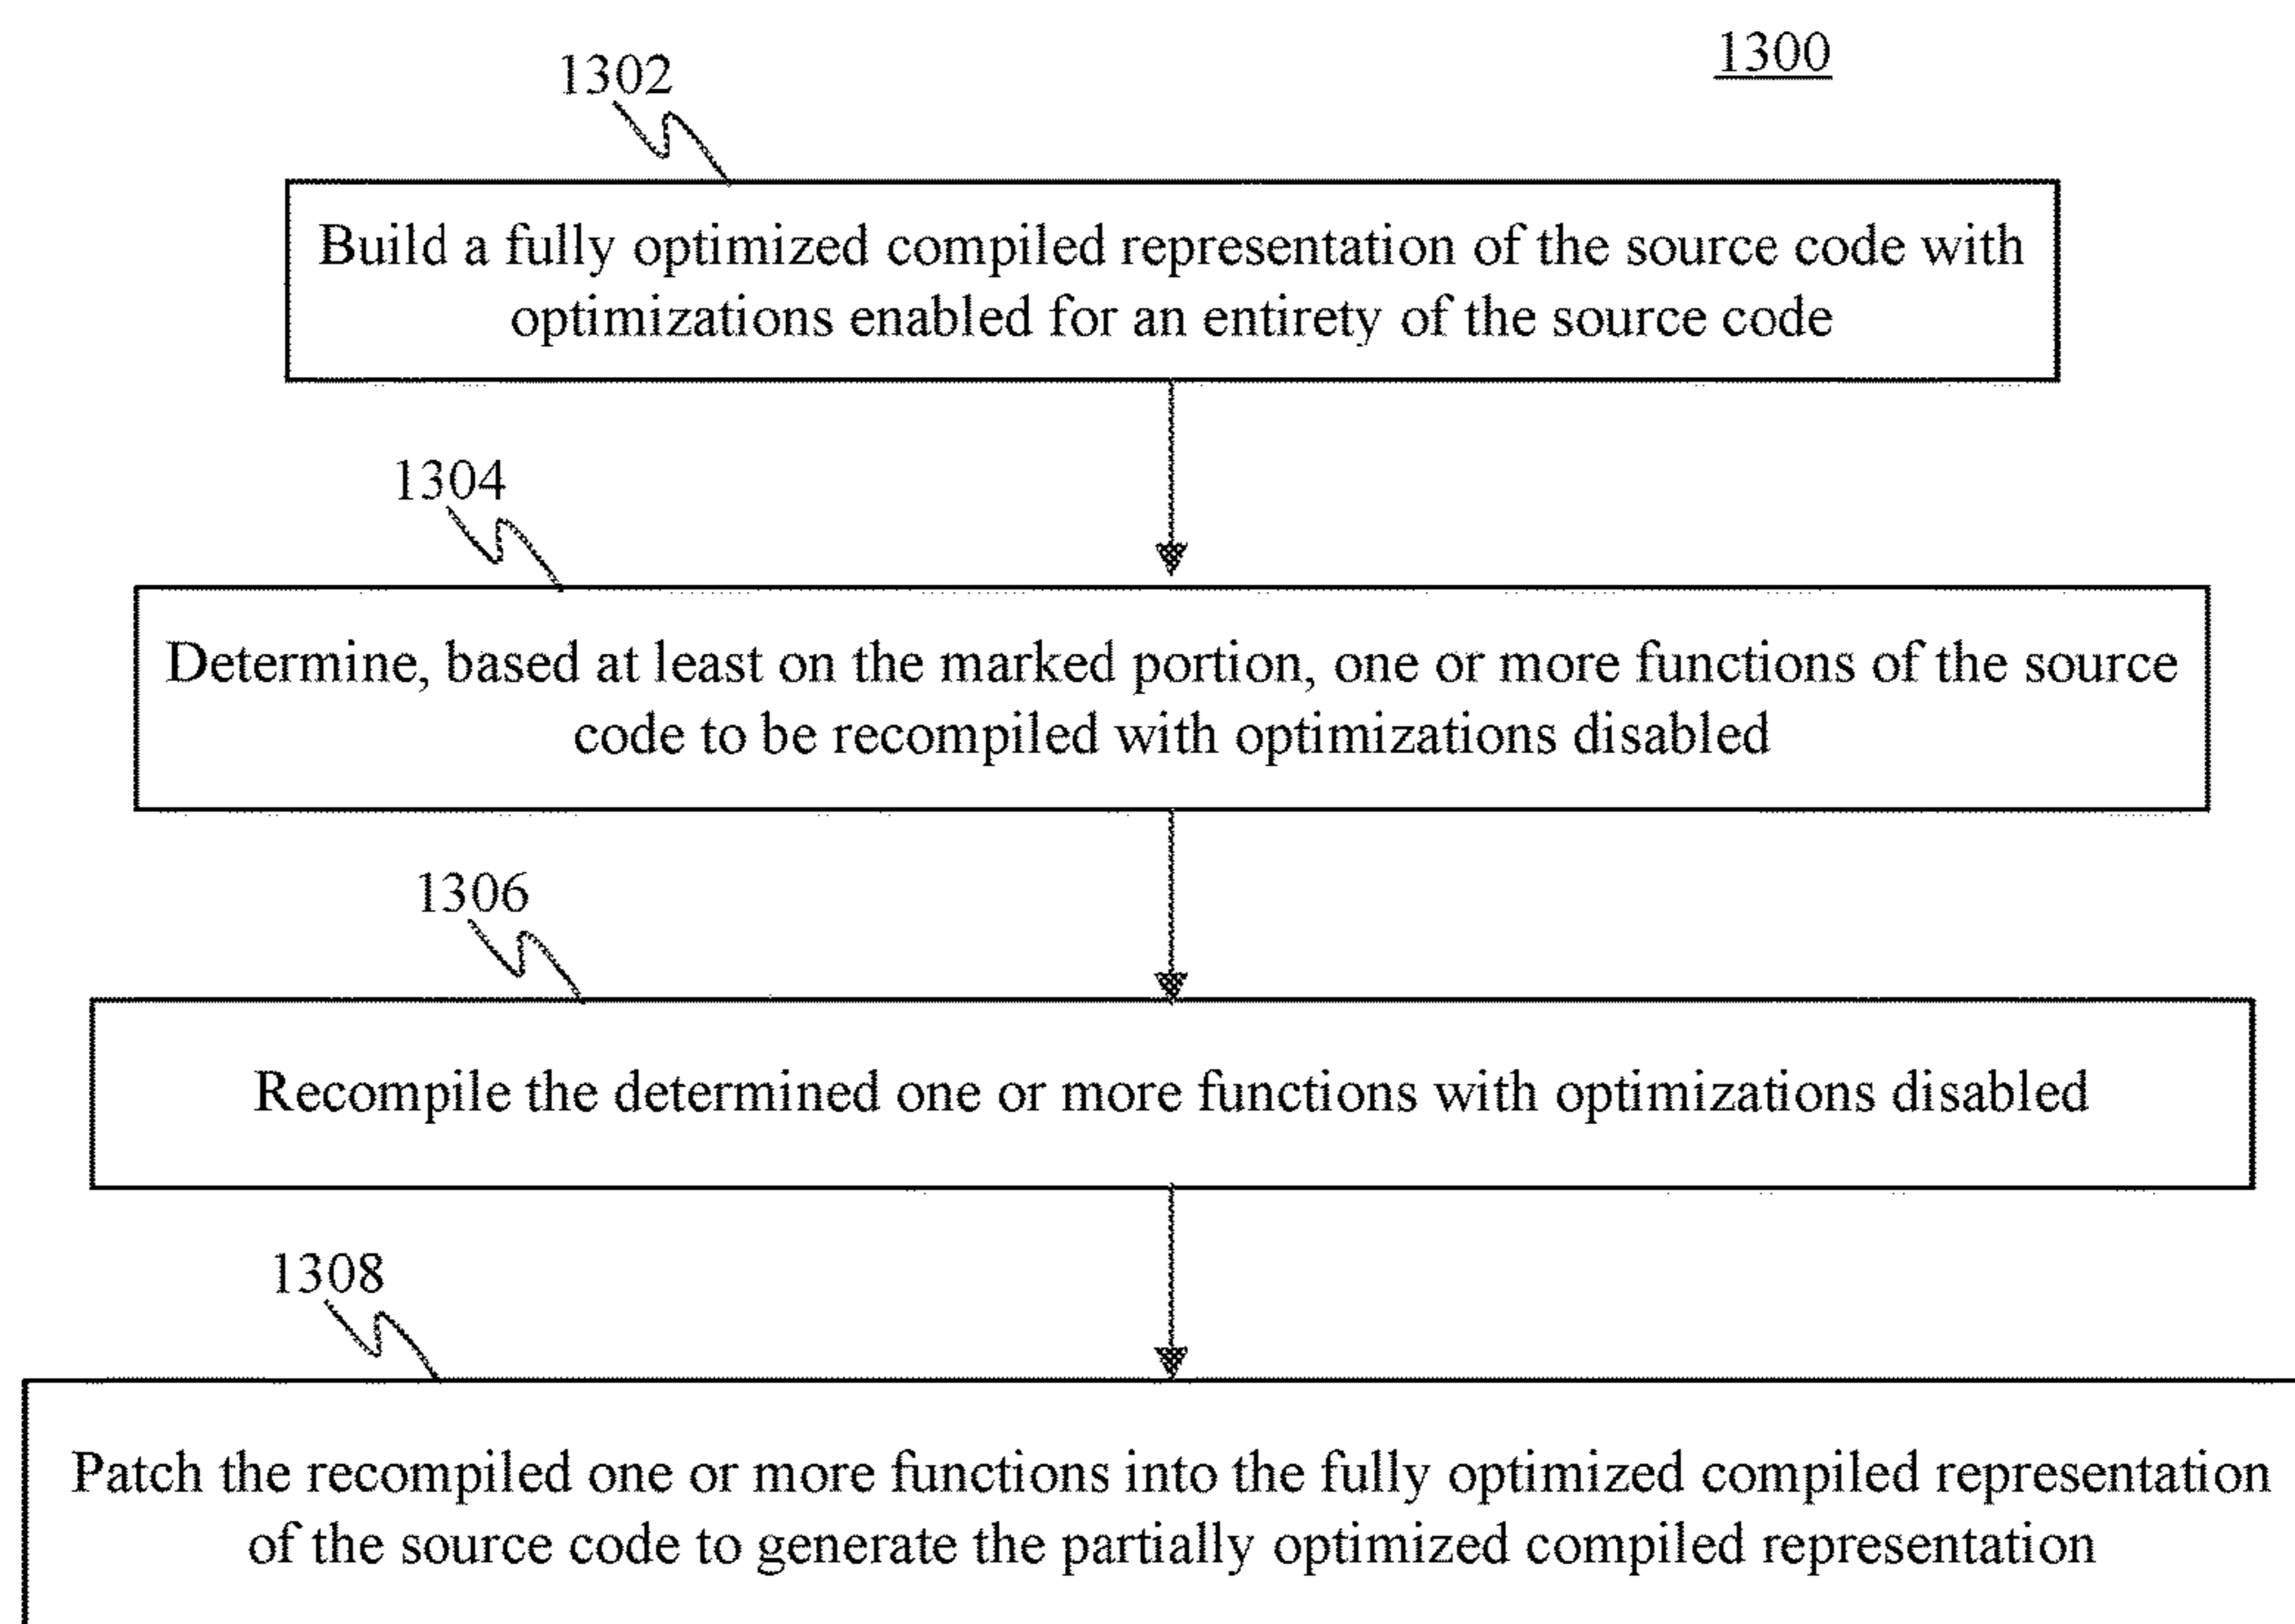 1300
1302
Build a fully optimized compiled representation of the source code with
optimizations enabled for an entirety of the source code
1304
Determine, based at least on the marked portion, one or more functions of the source
code to be recompiled with optimizations disabled
1306
Recompile the determined one or more functions with optimizations disabled
1308
Patch the recompiled one or more functions into the fully optimized compiled representation
of the source code to generate the partially optimized compiled representation